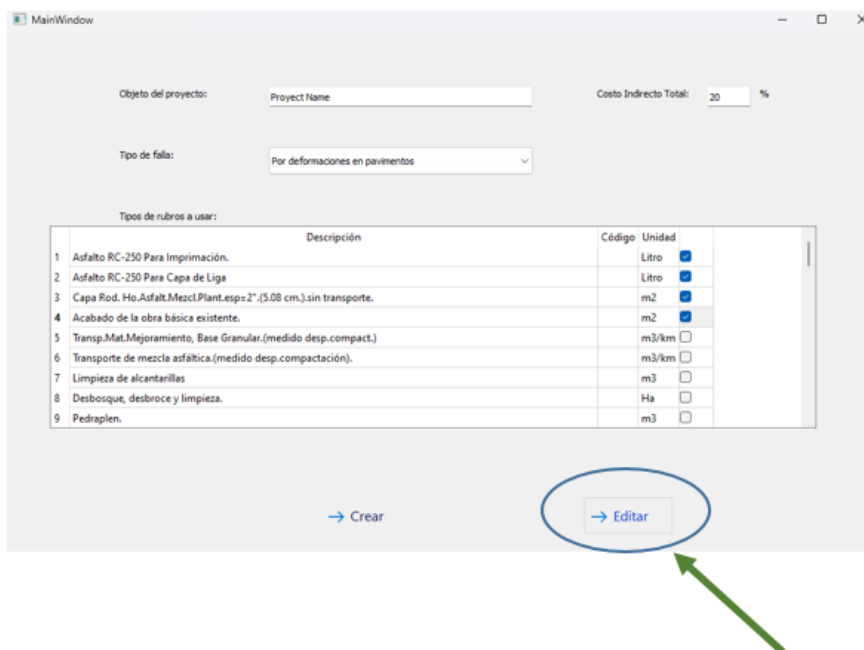 MainWindow
Objeto del proyecto: Proyect Name Costo Indirecto Total: 20 %
Tipo de falla: Por deformaciones en pavimentos
Tipos de rubros a usar:
Descripción Código Unidad
1 Asfalto RC-250 Para Imprimación. Litro
2 Asfalto RC-250 Para Capa de Liga Litro
3 Capa Rod. Ho.Asfalt.Mezcl.Plant.esp=2".(5.08 cm.).sin transporte. m2
4 Acabado de la obra básica existente. m2
5 Transp.Mat.Mejoramiento, Base Granular.(medido desp.compact.) m3/km
6 Transporte de mezcla asfáltica.(medido desp.compactación). m3/km
7 Limpieza de alcantarillas m3
8 Desbosque, desbroce y limpieza. Ha
9 Pedraplen. m3
Crear Editar